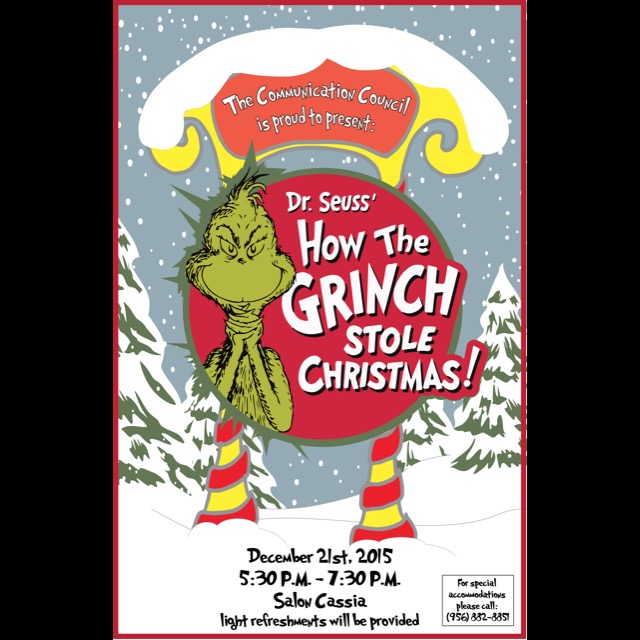 The Communication Council
is proud to present:
Dr. Seuss'
How The
GRINCH
STOLE
CHRISTMAS!
December 21st, 2015
5:30 P.M. - 7:30 P.M.
Salon Cassia
light refreshments will be provided
For special
accommodations
please call:
(956) 882-8851